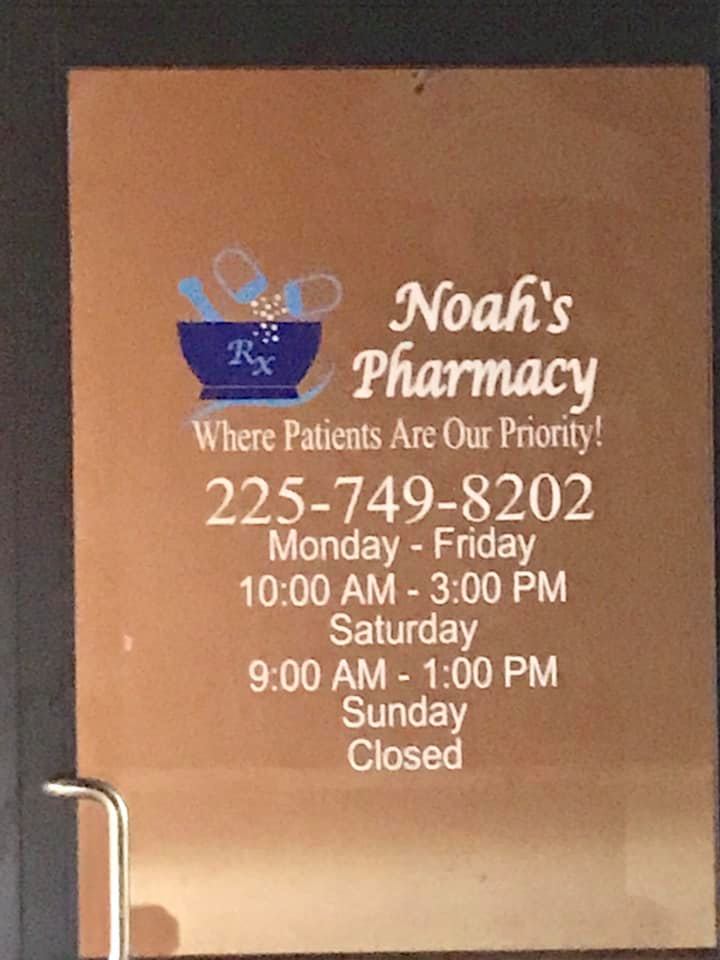 Rx
Noah's
Pharmacy
Where Patients Are Our Priority!
225-749-8202
Monday - Friday
10:00 AM - 3:00 PM
Saturday
9:00 AM - 1:00 PM
Sunday
Closed